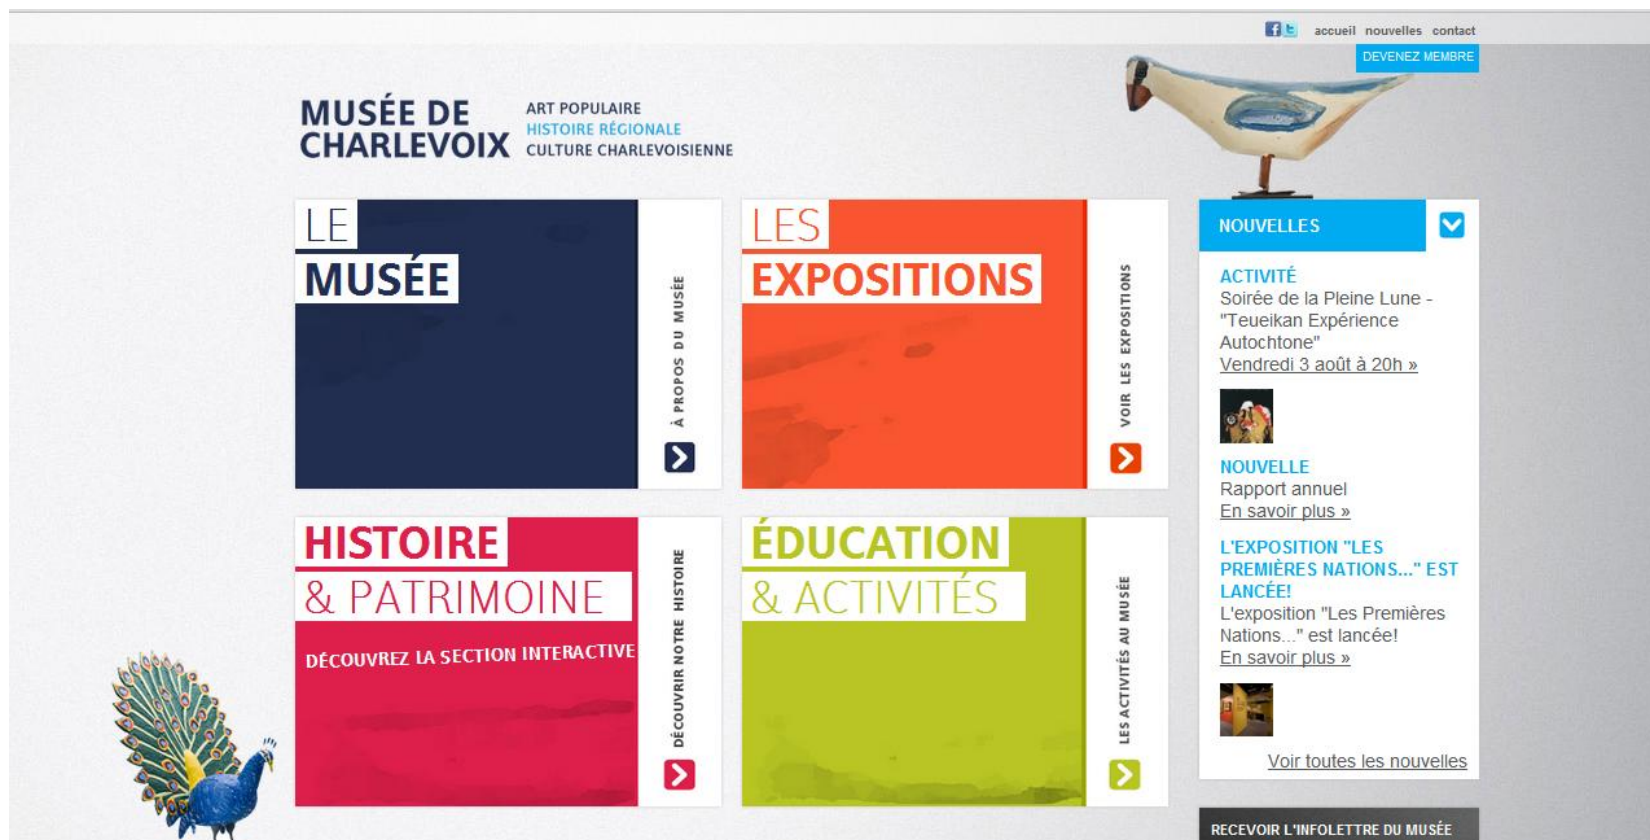 accueil nouvelles contact
DEVENEZ MEMBRE
MUSÉE DE
CHARLEVOIX
ART POPULAIRE
HISTOIRE RÉGIONALE
CULTURE CHARLEVOISIENNE
LE
MUSÉE
À PROPOS DU MUSÉE
LES
EXPOSITIONS
VOIR LES EXPOSITIONS
HISTOIRE
& PATRIMOINE
DÉCOUVREZ LA SECTION INTERACTIVE
DÉCOUVRIR NOTRE HISTOIRE
ÉDUCATION
& ACTIVITÉS
LES ACTIVITÉS AU MUSÉE
NOUVELLES
ACTIVITÉ
Soirée de la Pleine Lune -
"Teueikan Expérience
Autochtone"
Vendredi 3 août à 20h »
NOUVELLE
Rapport annuel
En savoir plus »
L'EXPOSITION "LES
PREMIÈRES NATIONS..." EST
LANCÉE!
L'exposition "Les Premières
Nations..." est lancée!
En savoir plus »
Voir toutes les nouvelles
RECEVOIR L'INFOLETTRE DU MUSÉE